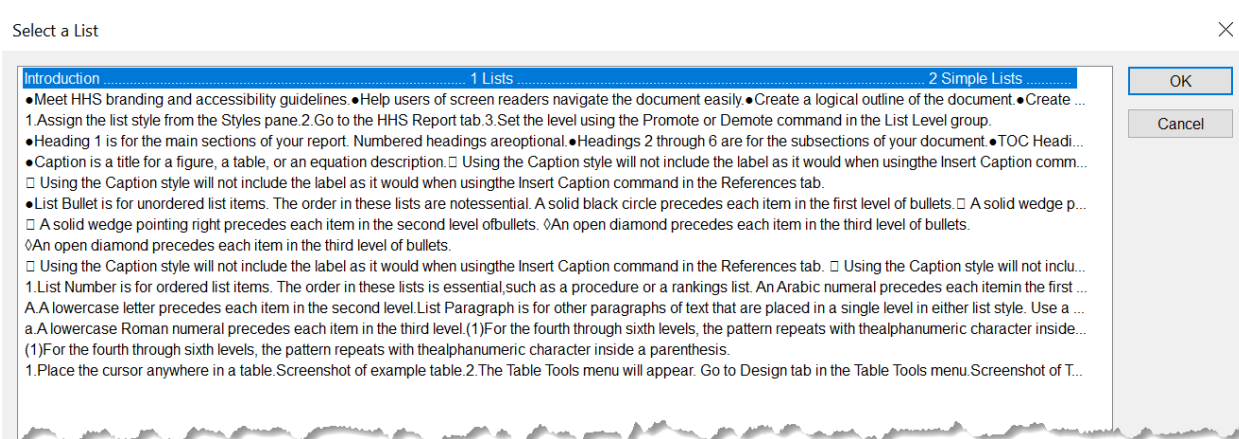 Select a List
Introduction ........................................................................................................ 1 Lists ........................................................................................................ 2 Simple Lists ...........
●Meet HHS branding and accessibility guidelines.●Help users of screen readers navigate the document easily.●Create a logical outline of the document.●Create ...
OK
1.Assign the list style from the Styles pane.2.Go to the HHS Report tab.3.Set the level using the Promote or Demote command in the List Level group.
Cancel
●Heading 1 is for the main sections of your report. Numbered headings areoptional.●Headings 2 through 6 are for the subsections of your document.●TOC Headi...
●Caption is a title for a figure, a table, or an equation description.□ Using the Caption style will not include the label as it would when usingthe Insert Caption comm...
□ Using the Caption style will not include the label as it would when usingthe Insert Caption command in the References tab.
●List Bullet is for unordered list items. The order in these lists are notessential. A solid black circle precedes each item in the first level of bullets.□ A solid wedge p...
□ A solid wedge pointing right precedes each item in the second level ofbullets. ◊An open diamond precedes each item in the third level of bullets.
◊An open diamond precedes each item in the third level of bullets.
□ Using the Caption style will not include the label as it would when usingthe Insert Caption command in the References tab. □ Using the Caption style will not inclu...
1.List Number is for ordered list items. The order in these lists is essential,such as a procedure or a rankings list. An Arabic numeral precedes each itemin the first ...
A.A lowercase letter precedes each item in the second level.List Paragraph is for other paragraphs of text that are placed in a single level in either list style. Use a ...
a.A lowercase Roman numeral precedes each item in the third level.(1)For the fourth through sixth levels, the pattern repeats with thealphanumeric character inside...
(1)For the fourth through sixth levels, the pattern repeats with thealphanumeric character inside a parenthesis.
1.Place the cursor anywhere in a table.Screenshot of example table.2.The Table Tools menu will appear. Go to Design tab in the Table Tools menu.Screenshot of T...